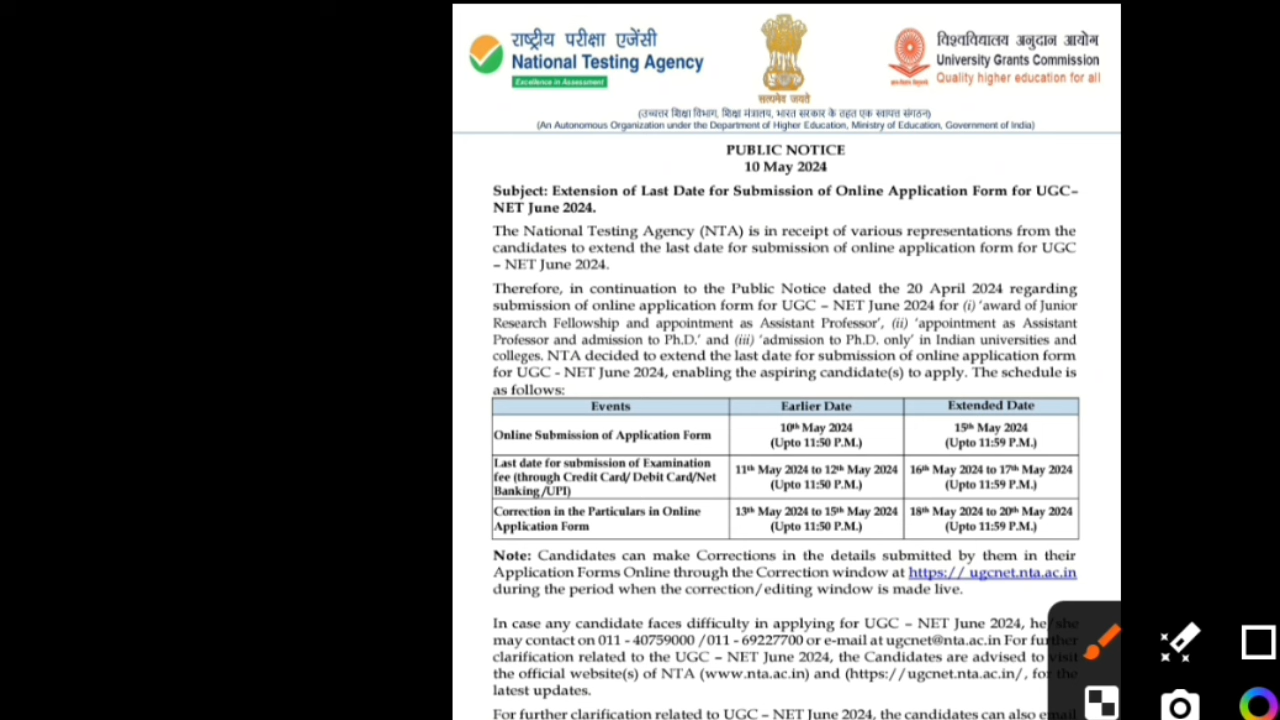 राष्ट्रीय परीक्षा एजेंसी
National Testing Agency
Excellence in Assessment
सत्यमेव जयते
विश्वविद्यालय अनुदान आयोग
University Grants Commission
Quality higher education for all
(उच्चतर शिक्षा विभाग, शिक्षा मंत्रालय, भारत सरकार के तहत एक स्वायत्त संगठन)
(An Autonomous Organization under the Department of Higher Education, Ministry of Education, Government of India)
PUBLIC NOTICE
10 May 2024
Subject: Extension of Last Date for Submission of Online Application Form for UGC–
NET June 2024.
The National Testing Agency (NTA) is in receipt of various representations from the
candidates to extend the last date for submission of online application form for UGC
– NET June 2024.
Therefore, in continuation to the Public Notice dated the 20 April 2024 regarding
submission of online application form for UGC – NET June 2024 for (i) ‘award of Junior
Research Fellowship and appointment as Assistant Professor’, (ii) ‘appointment as Assistant
Professor and admission to Ph.D.’ and (iii) ‘admission to Ph.D. only’ in Indian universities and
colleges. NTA decided to extend the last date for submission of online application form
for UGC - NET June 2024, enabling the aspiring candidate(s) to apply. The schedule is
as follows:
Events Earlier Date Extended Date
Online Submission of Application Form
10th May 2024
(Upto 11:50 P.M.)
15th May 2024
(Upto 11:59 P.M.)
Last date for submission of Examination
fee (through Credit Card/ Debit Card/Net
Banking/UPI)
11th May 2024 to 12th May 2024
(Upto 11:50 P.M.)
16th May 2024 to 17th May 2024
(Upto 11:59 P.M.)
Correction in the Particulars in Online
Application Form
13th May 2024 to 15th May 2024
(Upto 11:50 P.M.)
18th May 2024 to 20th May 2024
(Upto 11:59 P.M.)
Note: Candidates can make Corrections in the details submitted by them in their
Application Forms Online through the Correction window at https:// ugcnet.nta.ac.in
during the period when the correction/editing window is made live.
In case any candidate faces difficulty in applying for UGC – NET June 2024, he/she
may contact on 011 - 40759000 /011 - 69227700 or e-mail at ugcnet@nta.ac.in For further
clarification related to the UGC – NET June 2024, the Candidates are advised to visit
the official website(s) of NTA (www.nta.ac.in) and (https://ugcnet.nta.ac.in/, for the
latest updates.
For further clarification related to UGC – NET June 2024, the candidates can also email